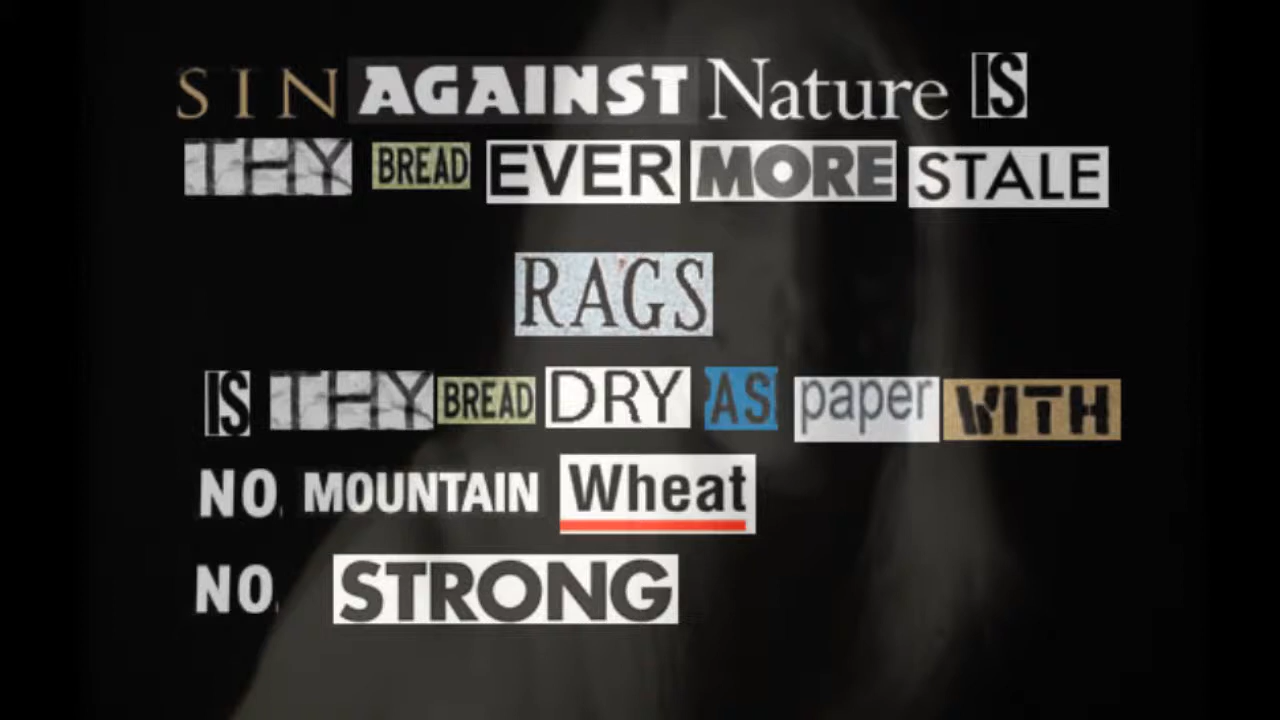 SIN AGAINST Nature IS
THY BREAD EVER MORE STALE
RAGS
IS THY BREAD DRY AS paper WITH
NO MOUNTAIN Wheat
NO STRONG